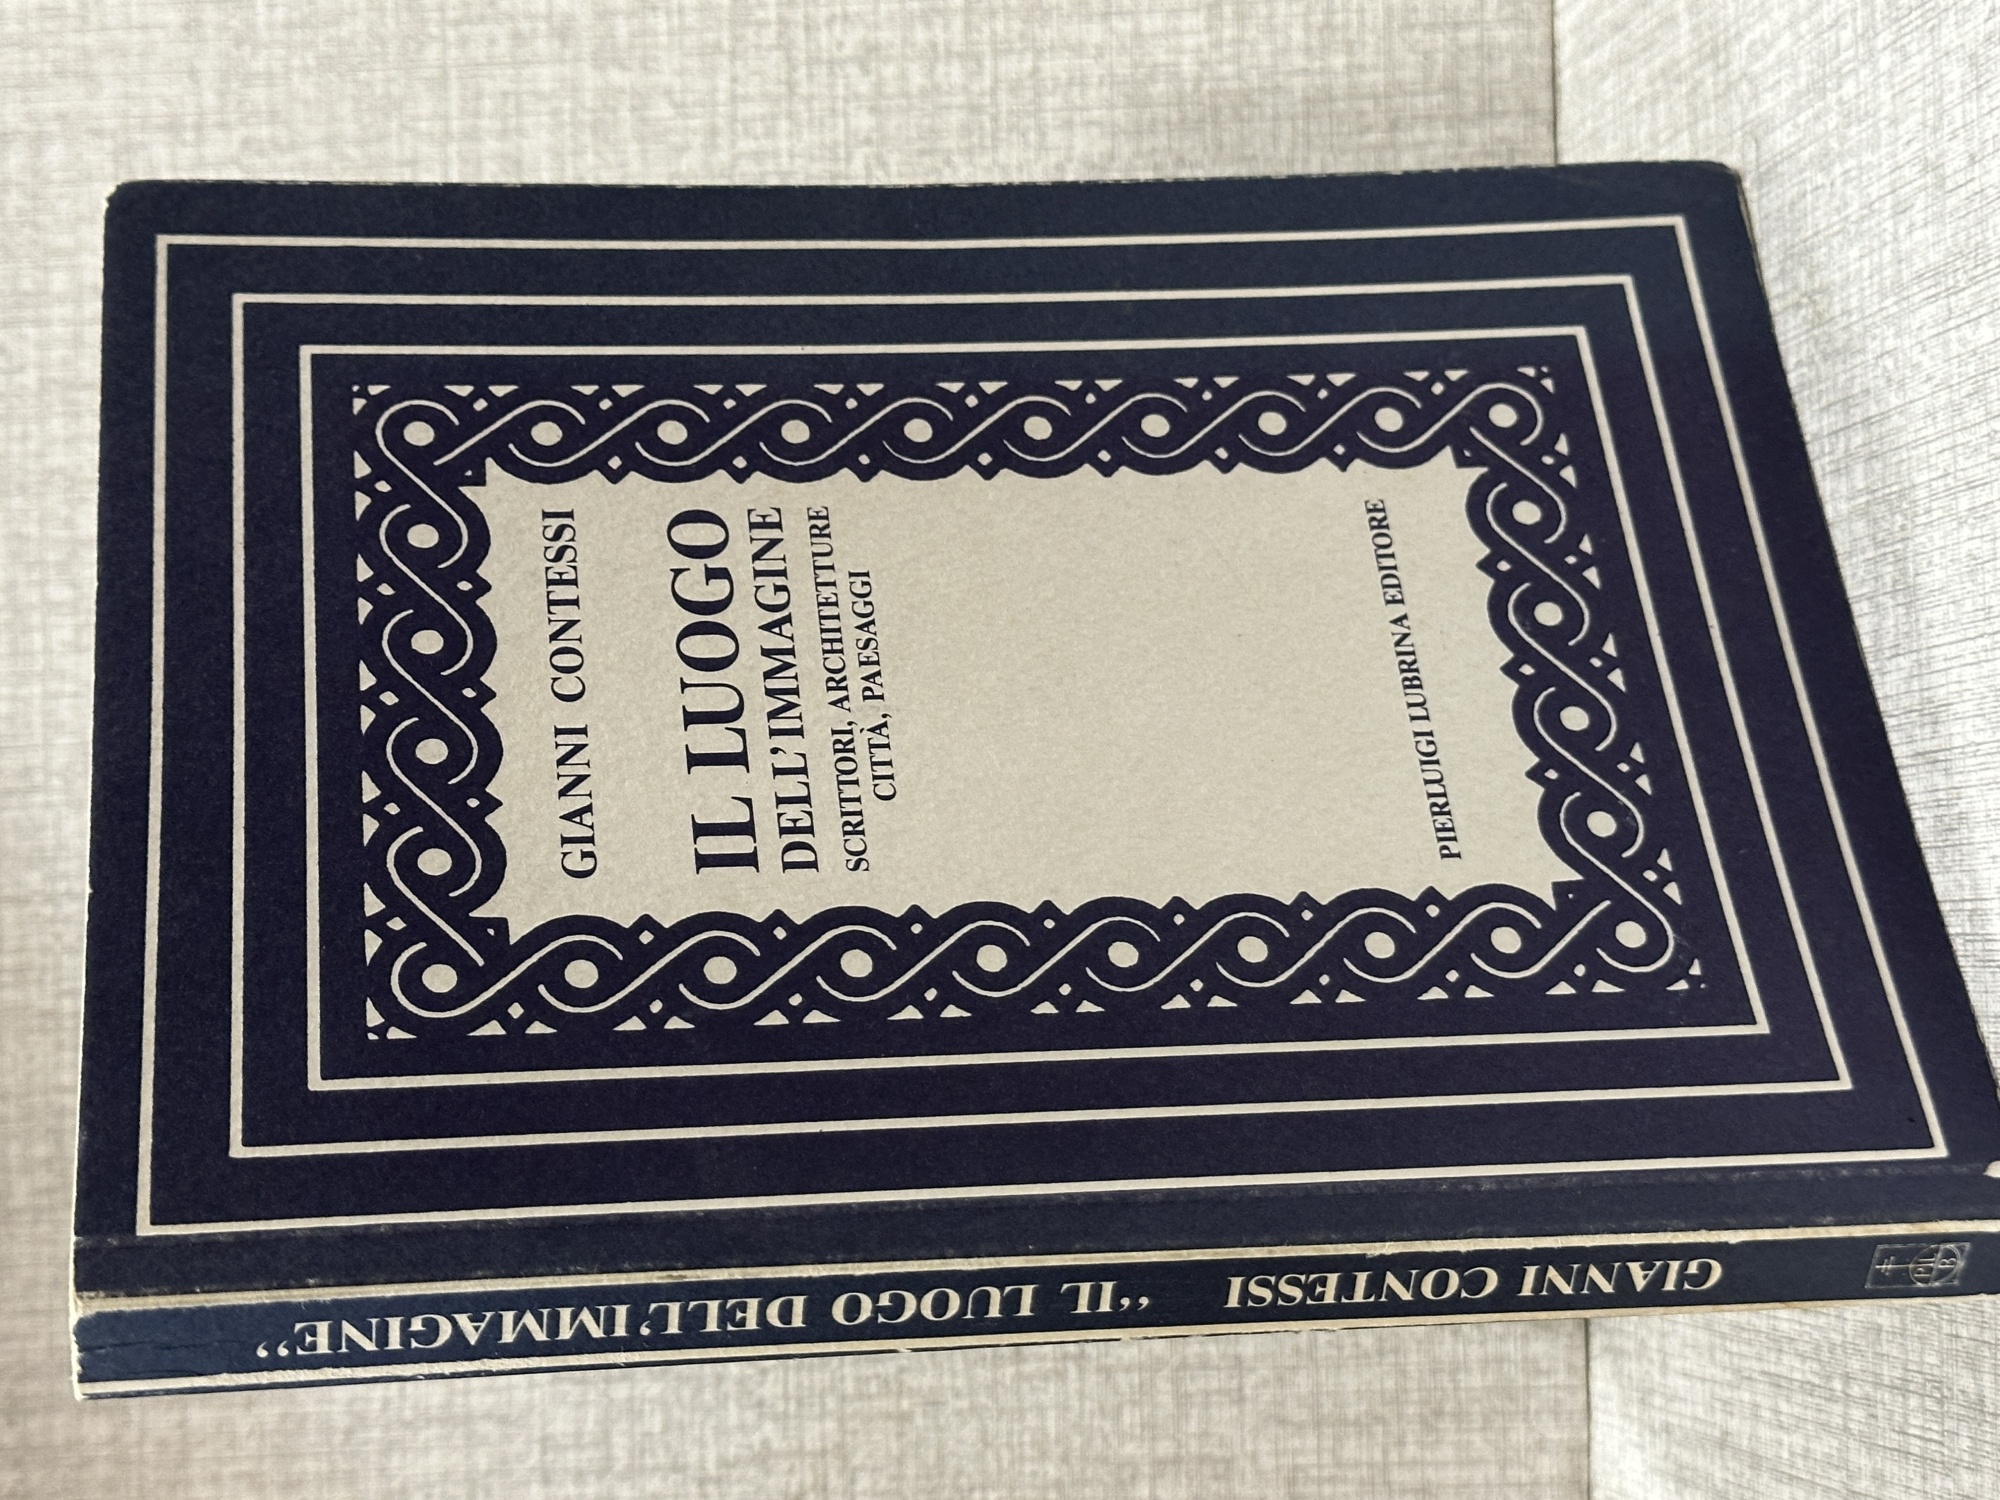 GIANNI CONTESSI
IL LUOGO
DELL'IMMAGINE
SCRITTORI, ARCHITETTURE
CITTÀ, PAESAGGI
PIERLUIGI LUBRINA EDITORE
GIANNI CONTESSI "IL LUOGO DELL'IMMAGINE"